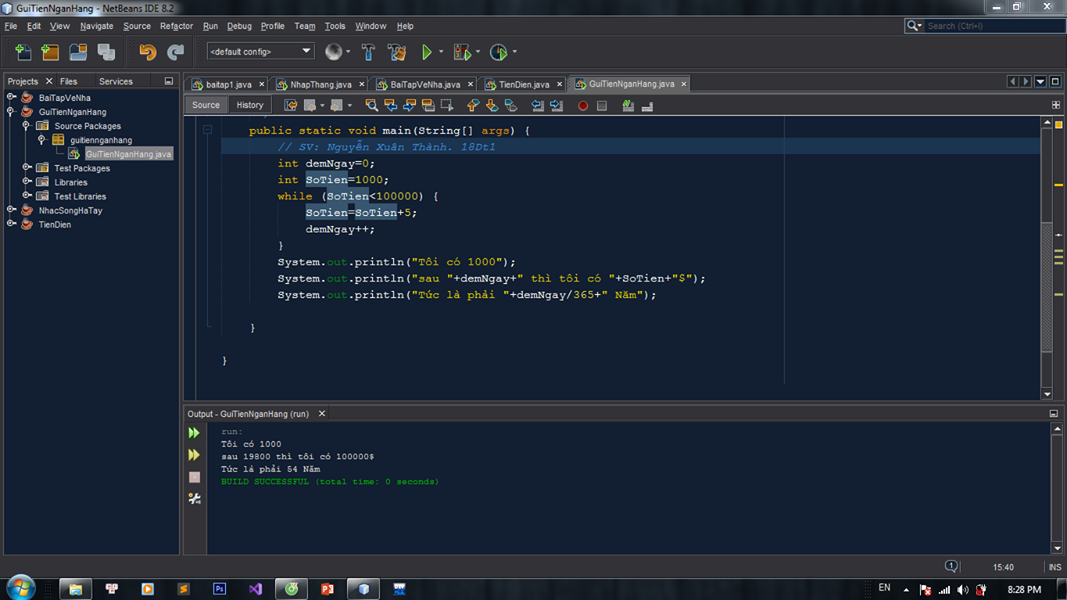 GuiTienNganHang - NetBeans IDE 8.2
File Edit View Navigate Source Refactor Run Debug Profile Team Tools Window Help
Search (Ctrl+I)
<default config>
Projects Files Services
baitap1.java NhapThang.java BaiTapVeNha.java TienDien.java GuiTienNganHang.java
Source History
BaiTapVeNha
GuiTienNganHang
Source Packages
guitiennganhang
GuiTienNganHang.java
Test Packages
Libraries
Test Libraries
NhacSongHaTay
TienDien
public static void main(String[] args) {
// SV: Nguyễn Xuân Thành. 18Dt1
int demNgay=0;
int SoTien=1000;
while (SoTien<100000) {
SoTien=SoTien+5;
demNgay++;
}
System.out.println("Tôi có 1000");
System.out.println("sau "+demNgay+" thì tôi có "+SoTien+"$");
System.out.println("Tức là phải "+demNgay/365+" Năm");
}
}
Output - GuiTienNganHang (run)
run:
Tôi có 1000
sau 19800 thì tôi có 100000$
Tức là phải 54 Năm
BUILD SUCCESSFUL (total time: 0 seconds)
1 15:40 INS
Ps
EN 8:28 PM